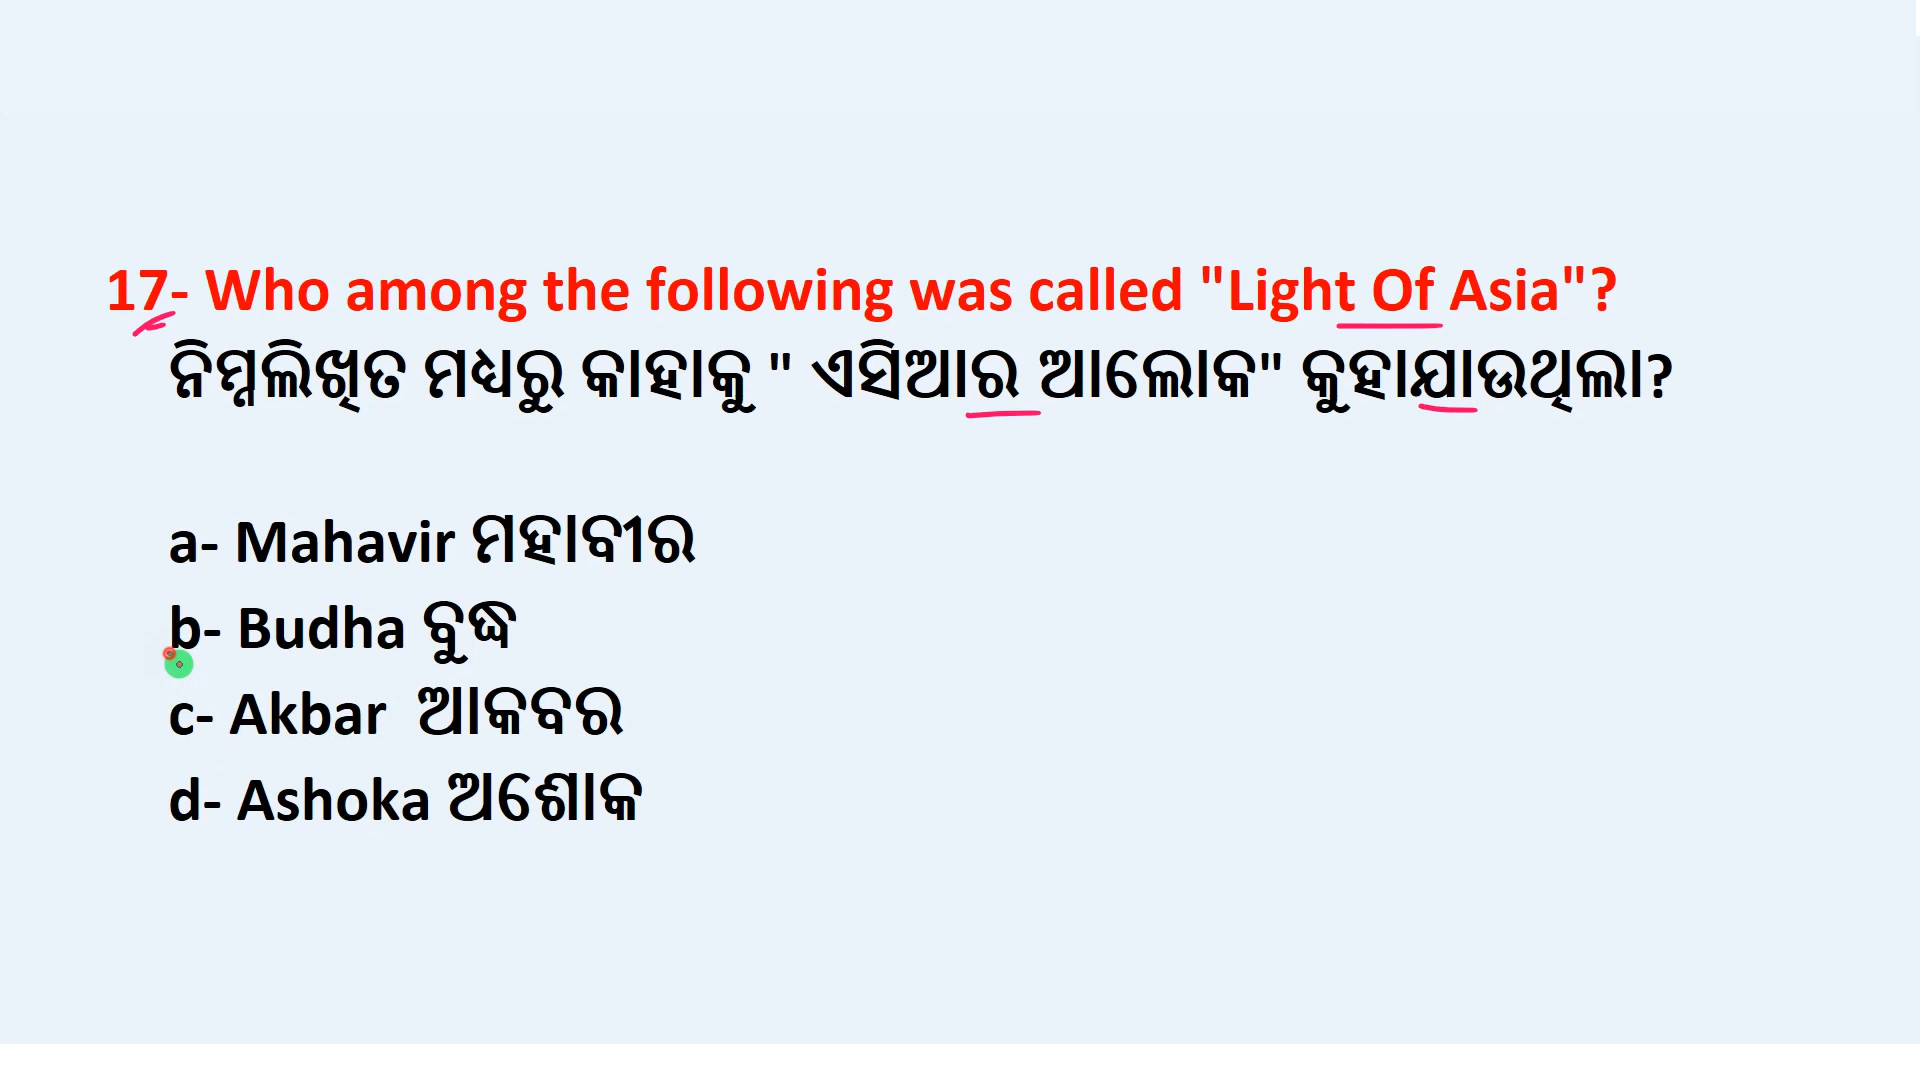 17- Who among the following was called "Light Of Asia"?
ନିମ୍ନଲିଖିତ ମଧ୍ୟରୁ କାହାକୁ " ଏସିଆର ଆଲୋକ" କୁହାଯାଉଥିଲା?
a- Mahavir ମହାବୀର
b- Budha ବୁଦ୍ଧ
c- Akbar ଆକବର
d- Ashoka ଅଶୋକ